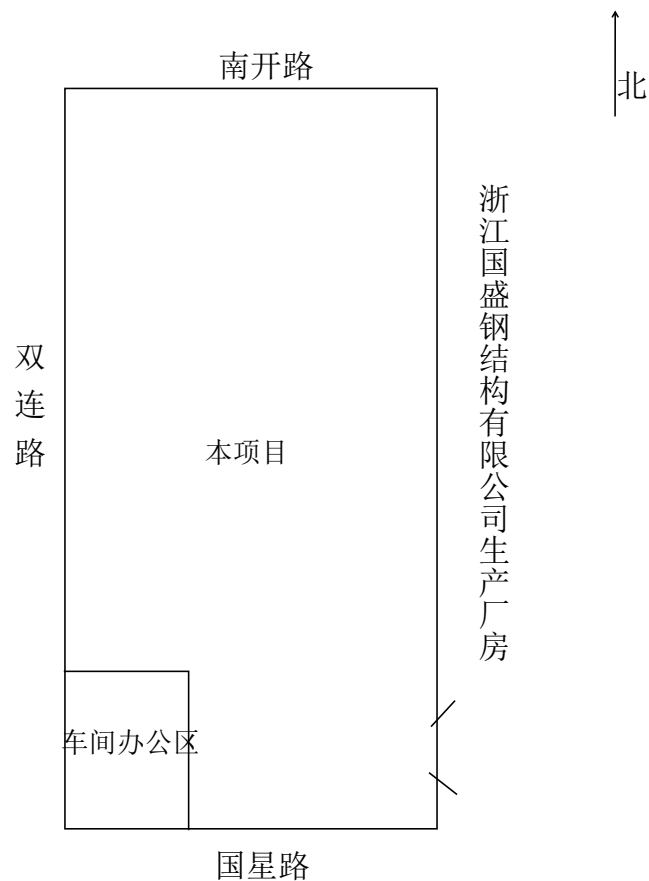 南开路
北
浙江国盛钢结构有限公司生产厂房
双连路
本项目
车间办公区
国星路